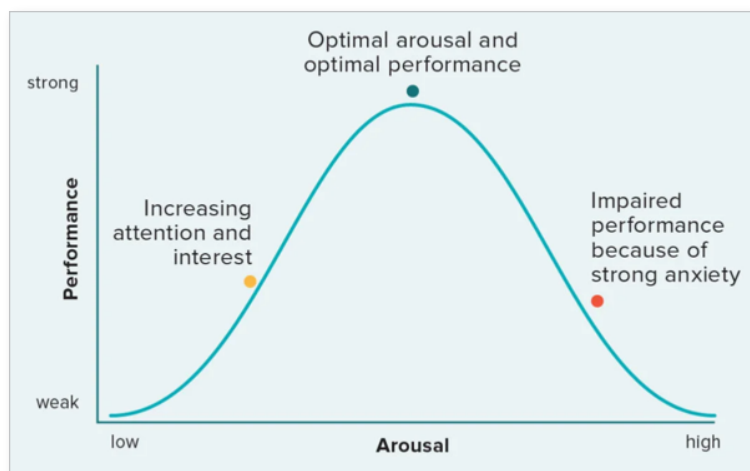 Optimal arousal and
optimal performance
strong
Performance
Increasing
attention and
interest
Impaired
performance
because of
strong anxiety
weak
low
Arousal
high